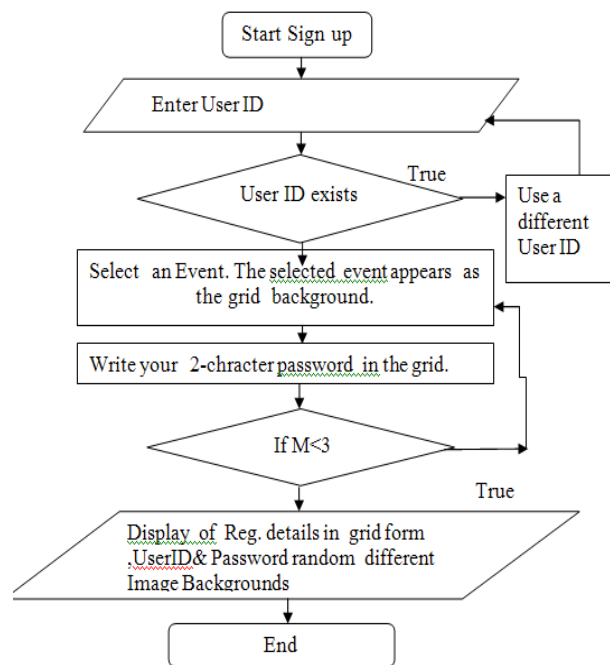 Start Sign up
Enter User ID
True
User ID exists
Use a
different
User ID
Select an Event. The selected event appears as
the grid background.
Write your 2-chracter password in the grid.
If M<3
True
Display of Reg. details in grid form
,UserID& Password random different
Image Backgrounds
End